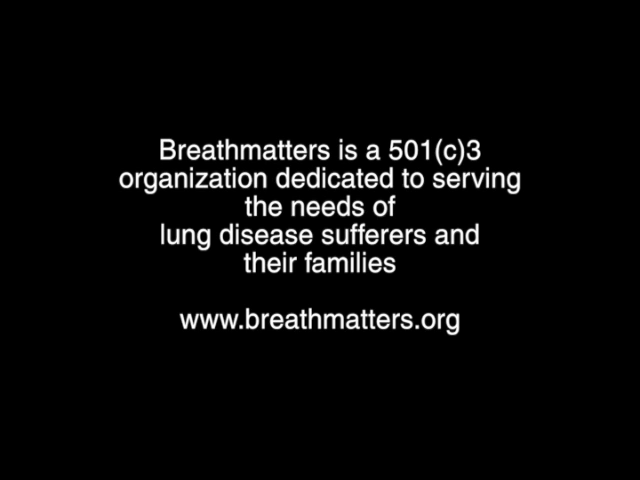 Breathmatters is a 501(c)3
organization dedicated to serving
the needs of
lung disease sufferers and
their families
www.breathmatters.org